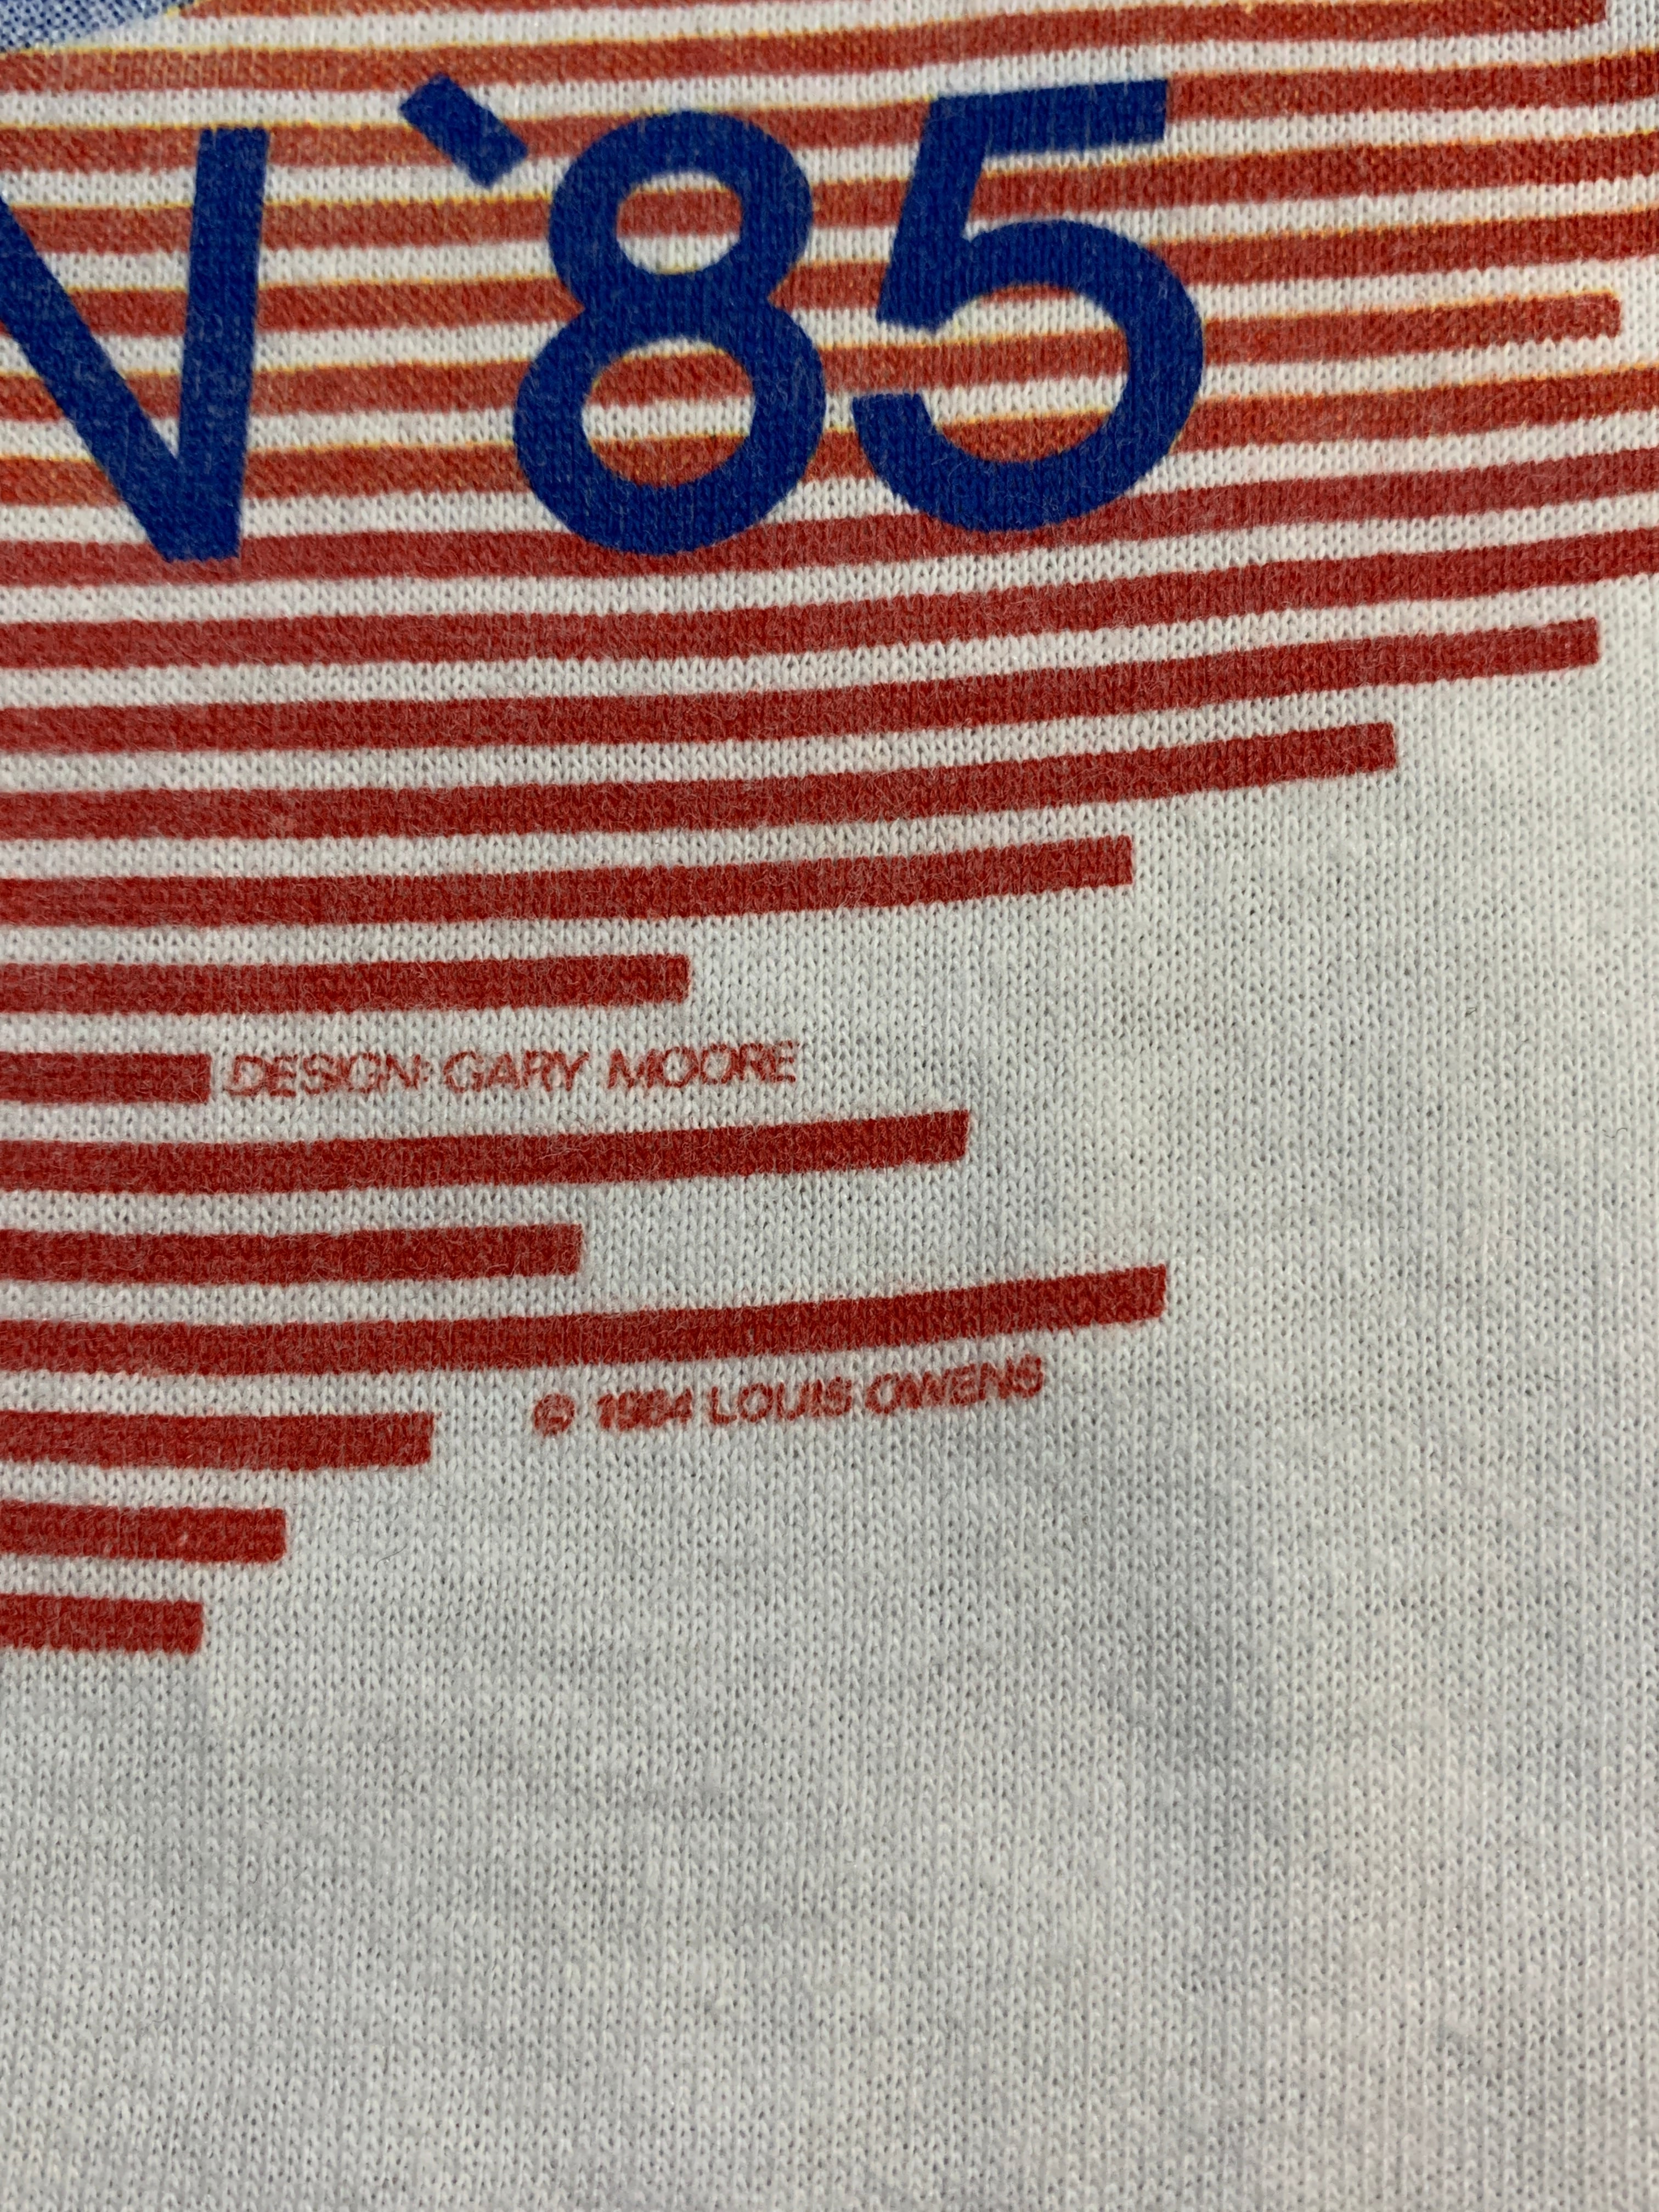 N '85
DESIGN: GARY MOORE
© 1984 LOUIS OWENS